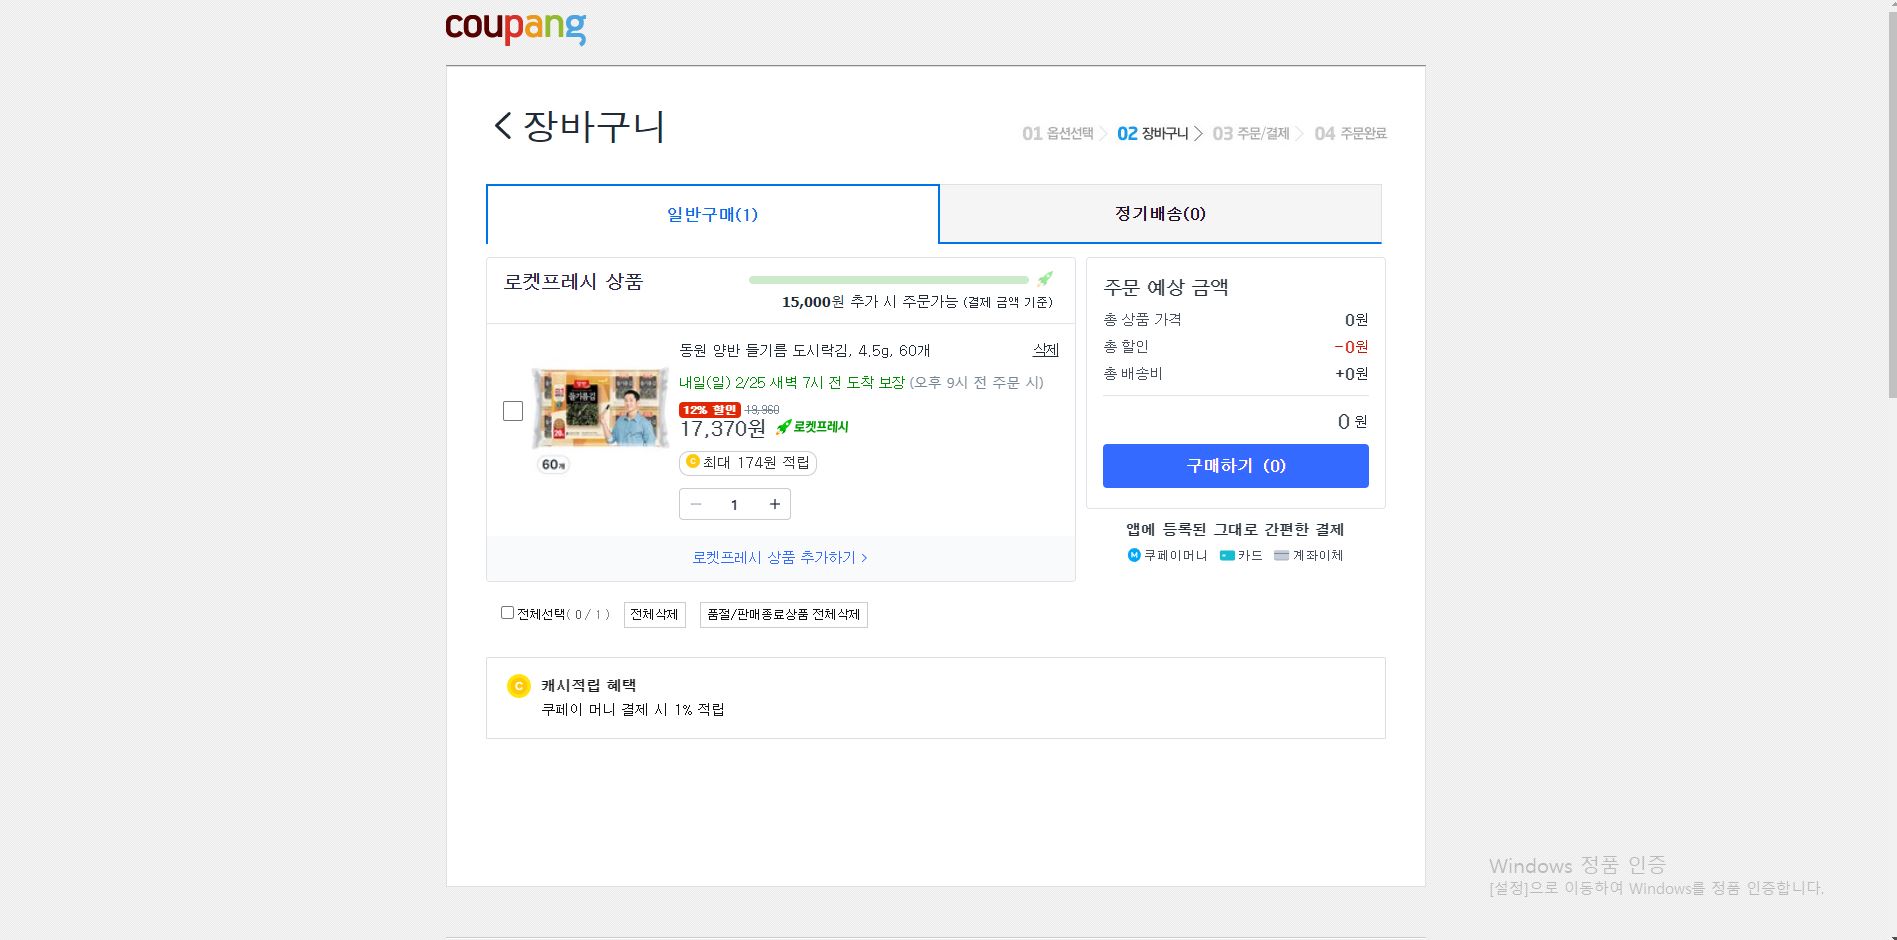 coupang
장바구니
01 옵션선택 02 장바구니 03 주문/결제 04 주문완료
일반구매(1)
정기배송(0)
로켓프레시 상품
15,000원 추가 시 주문가능 (결제 금액 기준)
동원 양반 들기름 도시락김, 4.5g, 60개
삭제
내일(일) 2/25 새벽 7시 전 도착 보장 (오후 9시 전 주문 시)
12% 할인 19,960
17,370원 로켓프레시
최대 174원 적립
들기름김
60개
− 1 +
로켓프레시 상품 추가하기 >
주문 예상 금액
총 상품 가격 0원
총 할인 -0원
총 배송비 +0원
0 원
구매하기 (0)
앱에 등록된 그대로 간편한 결제
쿠페이머니 카드 계좌이체
전체선택( 0 / 1 ) 전체삭제 품절/판매종료상품 전체삭제
캐시적립 혜택
쿠페이 머니 결제 시 1% 적립
Windows 정품 인증
[설정]으로 이동하여 Windows를 정품 인증합니다.